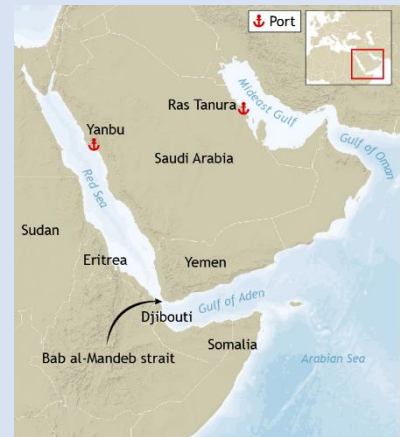 Port
Mideast Gulf
Ras Tanura
Yanbu
Gulf of Oman
Saudi Arabia
Red Sea
Sudan
Eritrea
Yemen
Gulf of Aden
Djibouti
Somalia
Bab al-Mandeb strait
Arabian Sea